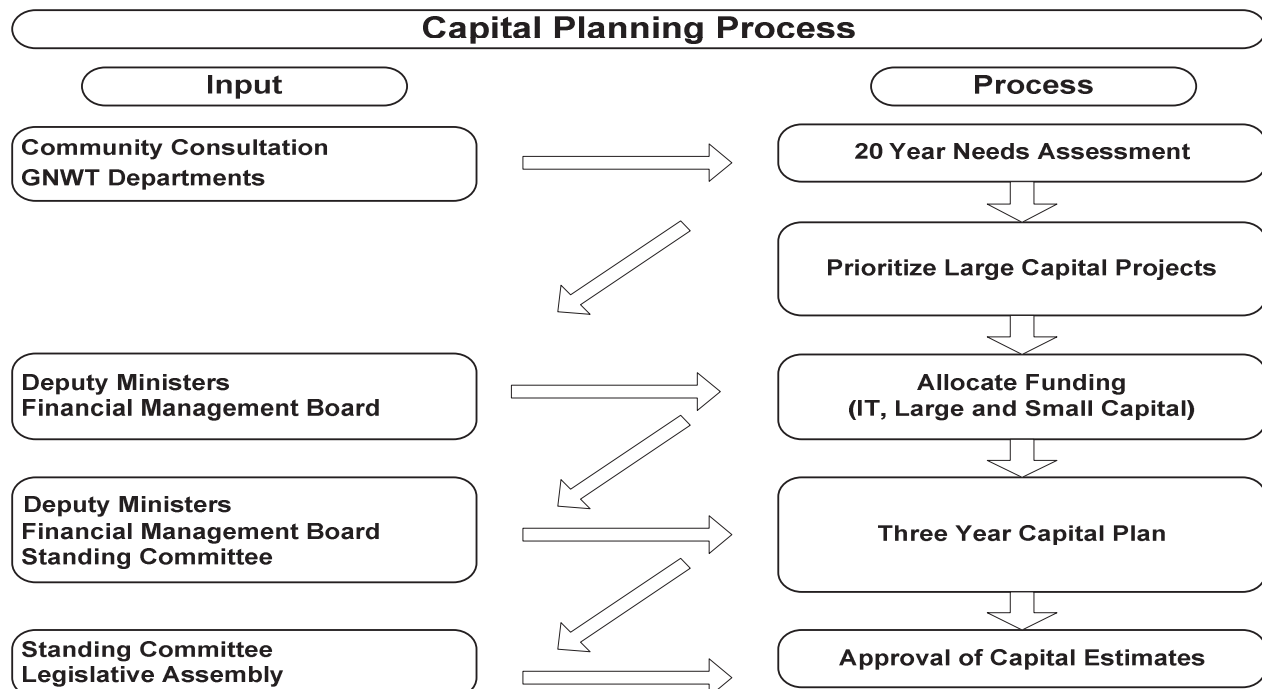 Capital Planning Process
Input
Process
Community Consultation
GNWT Departments
20 Year Needs Assessment
Prioritize Large Capital Projects
Deputy Ministers
Financial Management Board
Allocate Funding
(IT, Large and Small Capital)
Deputy Ministers
Financial Management Board
Standing Committee
Three Year Capital Plan
Standing Committee
Legislative Assembly
Approval of Capital Estimates